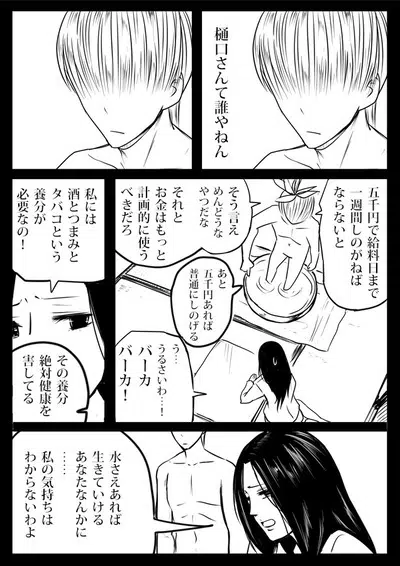 樋口さんて誰やねん
五千円で給料日まで
一週間しのがねば
ならないと
そう言え
めんどうな
やつだな
それと
お金はもっと
計画的に使う
べきだろ
あと
五千円あれば
普通にしのげる
う…
うるさいわ…！
バーカ
バーカ！
私には
酒とつまみと
タバコという
養分が
必要なの！
その養分
絶対健康を
害してる
水さえあれば
生きていける
あなたなんかに
……
私の気持ちは
わからないわよ